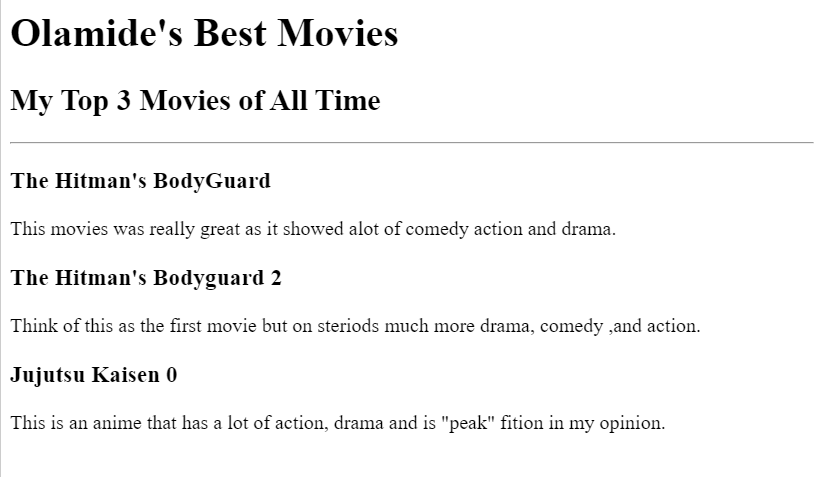 Olamide's Best Movies
My Top 3 Movies of All Time
The Hitman's BodyGuard
This movies was really great as it showed alot of comedy action and drama.
The Hitman's Bodyguard 2
Think of this as the first movie but on steriods much more drama, comedy ,and action.
Jujutsu Kaisen 0
This is an anime that has a lot of action, drama and is "peak" fition in my opinion.